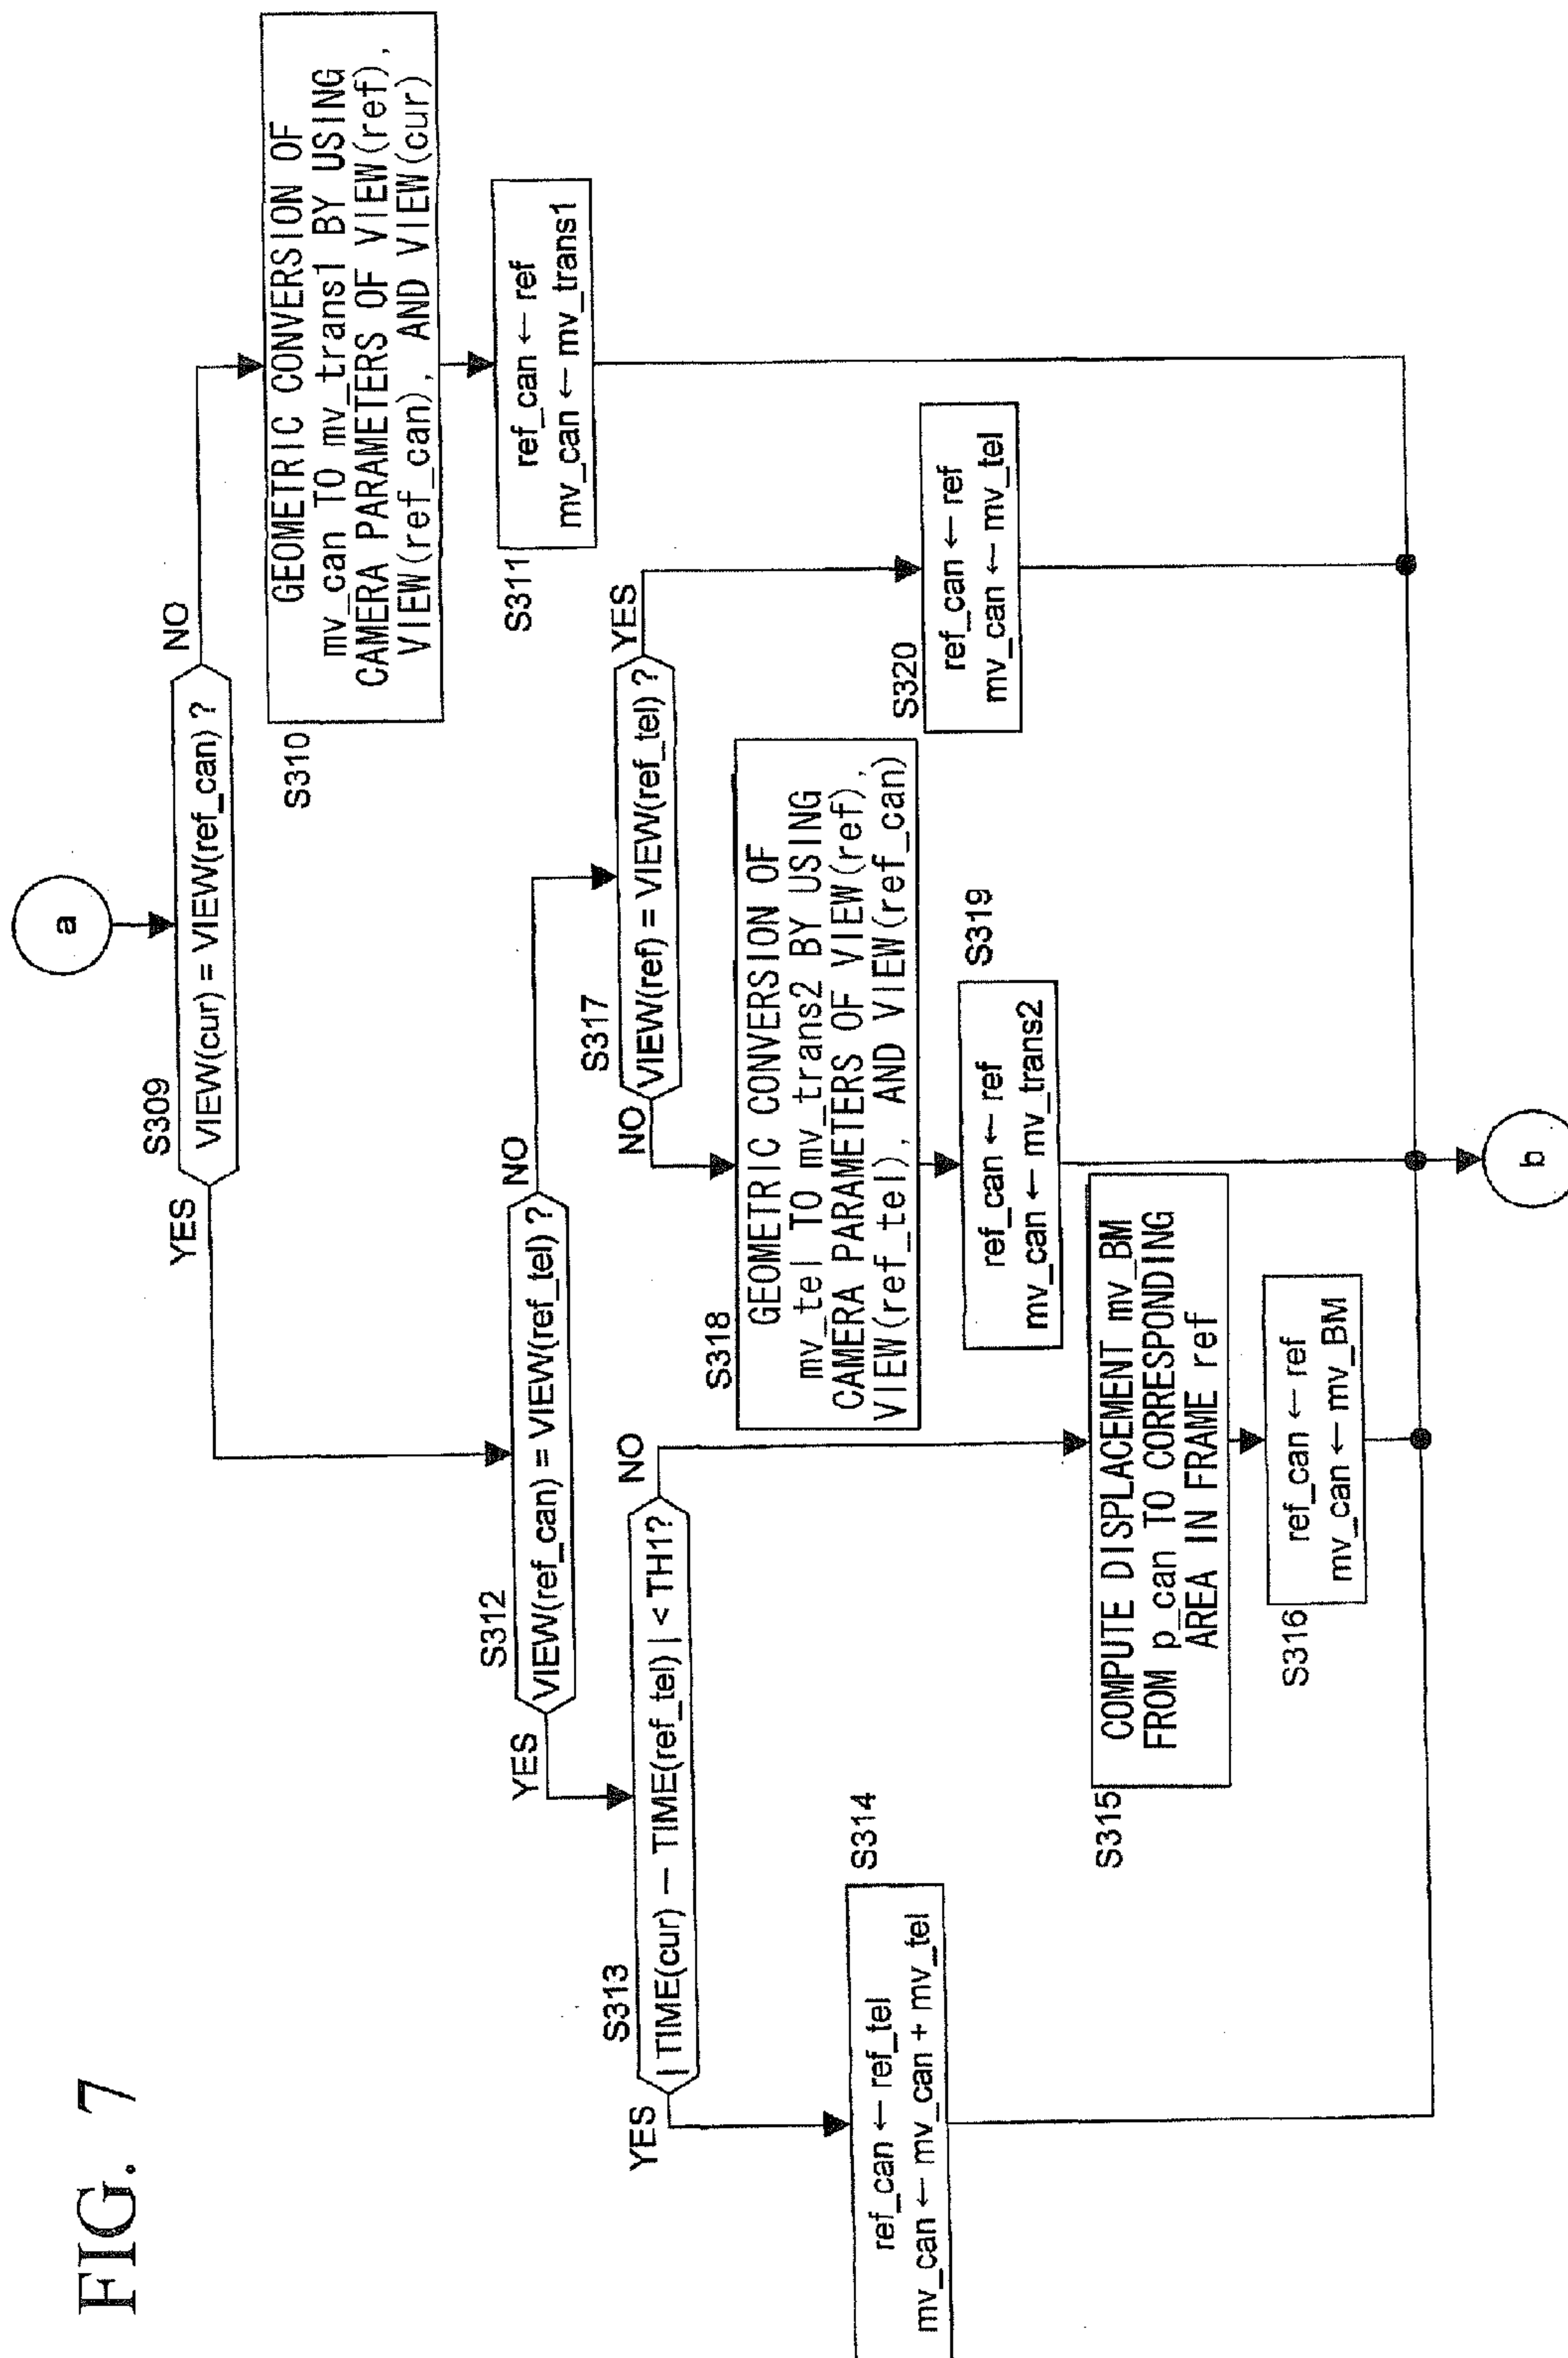 FIG. 7
a
S309
VIEW(cur) = VIEW(ref_can) ?
YES
NO
S310
GEOMETRIC CONVERSION OF
mv_can TO mv_trans1 BY USING
CAMERA PARAMETERS OF VIEW(ref),
VIEW(ref_can), AND VIEW(cur)
S311
ref_can ← ref
mv_can ← mv_trans1
S312
VIEW(ref_can) = VIEW(ref_tel) ?
YES
NO
S313
| TIME(cur) − TIME(ref_tel) | < TH1?
YES
NO
S317
VIEW(ref) = VIEW(ref_tel) ?
NO
YES
S318
GEOMETRIC CONVERSION OF
mv_tel TO mv_trans2 BY USING
CAMERA PARAMETERS OF VIEW(ref),
VIEW(ref_tel), AND VIEW(ref_can)
S314
ref_can ← ref_tel
mv_can ← mv_can + mv_tel
S320
ref_can ← ref
mv_can ← mv_tel
S319
ref_can ← ref
mv_can ← mv_trans2
S315
COMPUTE DISPLACEMENT mv_BM
FROM p_can TO CORRESPONDING
AREA IN FRAME ref
S316
ref_can ← ref
mv_can ← mv_BM
b